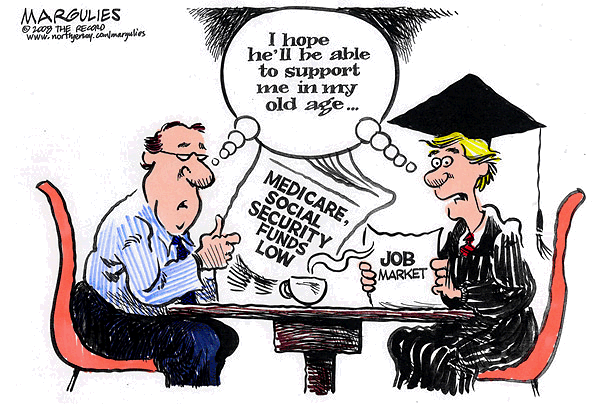 MARGULIES
©2009 THE RECORD
www.northjersey.com/margulies
I hope
he'll be able
to support
me in my
old age...
MEDICARE,
SOCIAL
SECURITY
FUNDS
LOW
JOB
MARKET